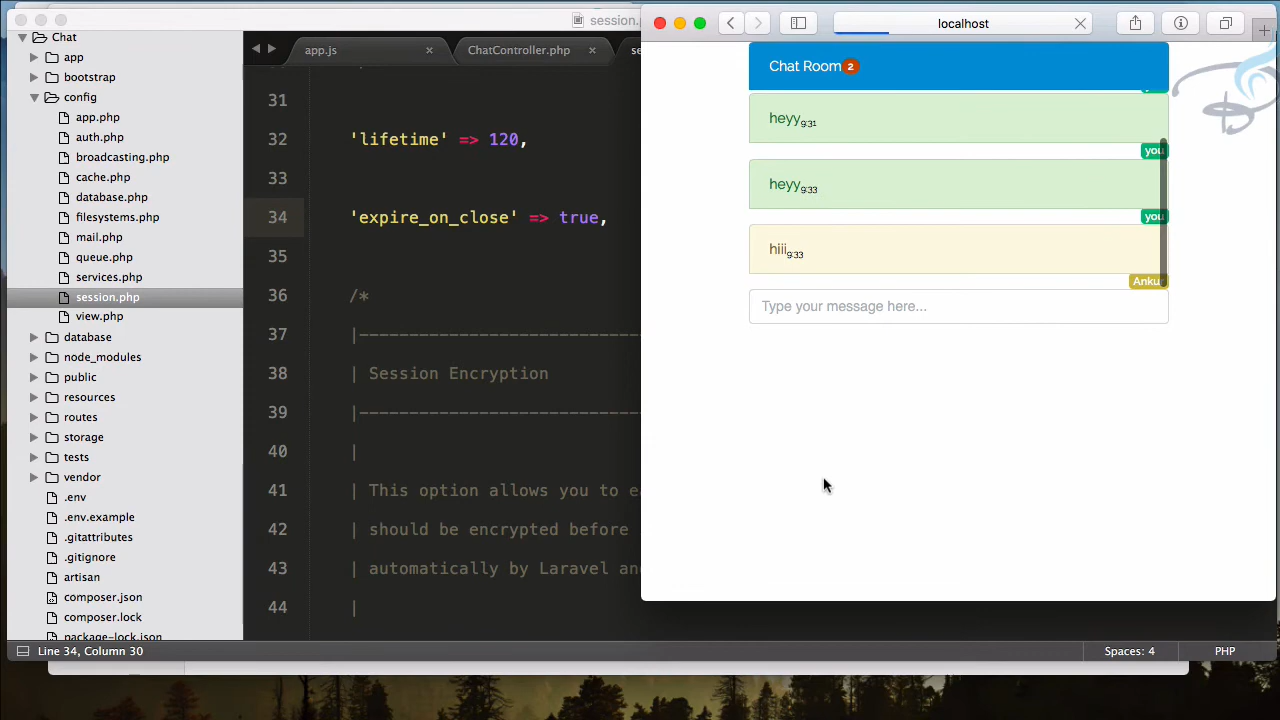 Chat
app
bootstrap
config
app.php
auth.php
broadcasting.php
cache.php
database.php
filesystems.php
mail.php
queue.php
services.php
session.php
view.php
database
node_modules
public
resources
routes
storage
tests
vendor
.env
.env.example
.gitattributes
.gitignore
artisan
composer.json
composer.lock
package-lock.json
session.
app.js
ChatController.php
se
31
32 'lifetime' => 120,
33
34 'expire_on_close' => true,
35
36 /*
37 |--------------------------------
38 | Session Encryption
39 |--------------------------------
40 |
41 | This option allows you to e
42 | should be encrypted before
43 | automatically by Laravel an
44 |
localhost
Chat Room 2
heyy 9:31
you
heyy 9:33
you
hiii 9:33
Ankur
Type your message here...
Line 34, Column 30
Spaces: 4
PHP